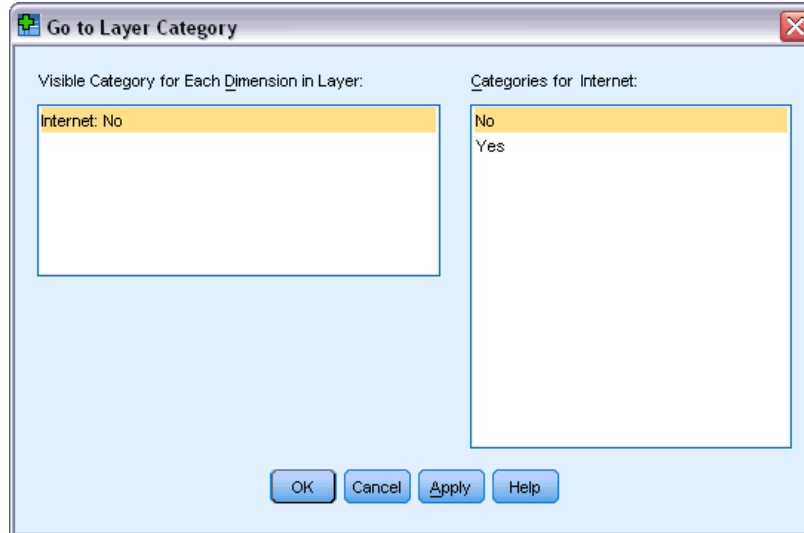 Go to Layer Category
Visible Category for Each Dimension in Layer:
Internet: No
Categories for Internet:
No
Yes
OK
Cancel
Apply
Help